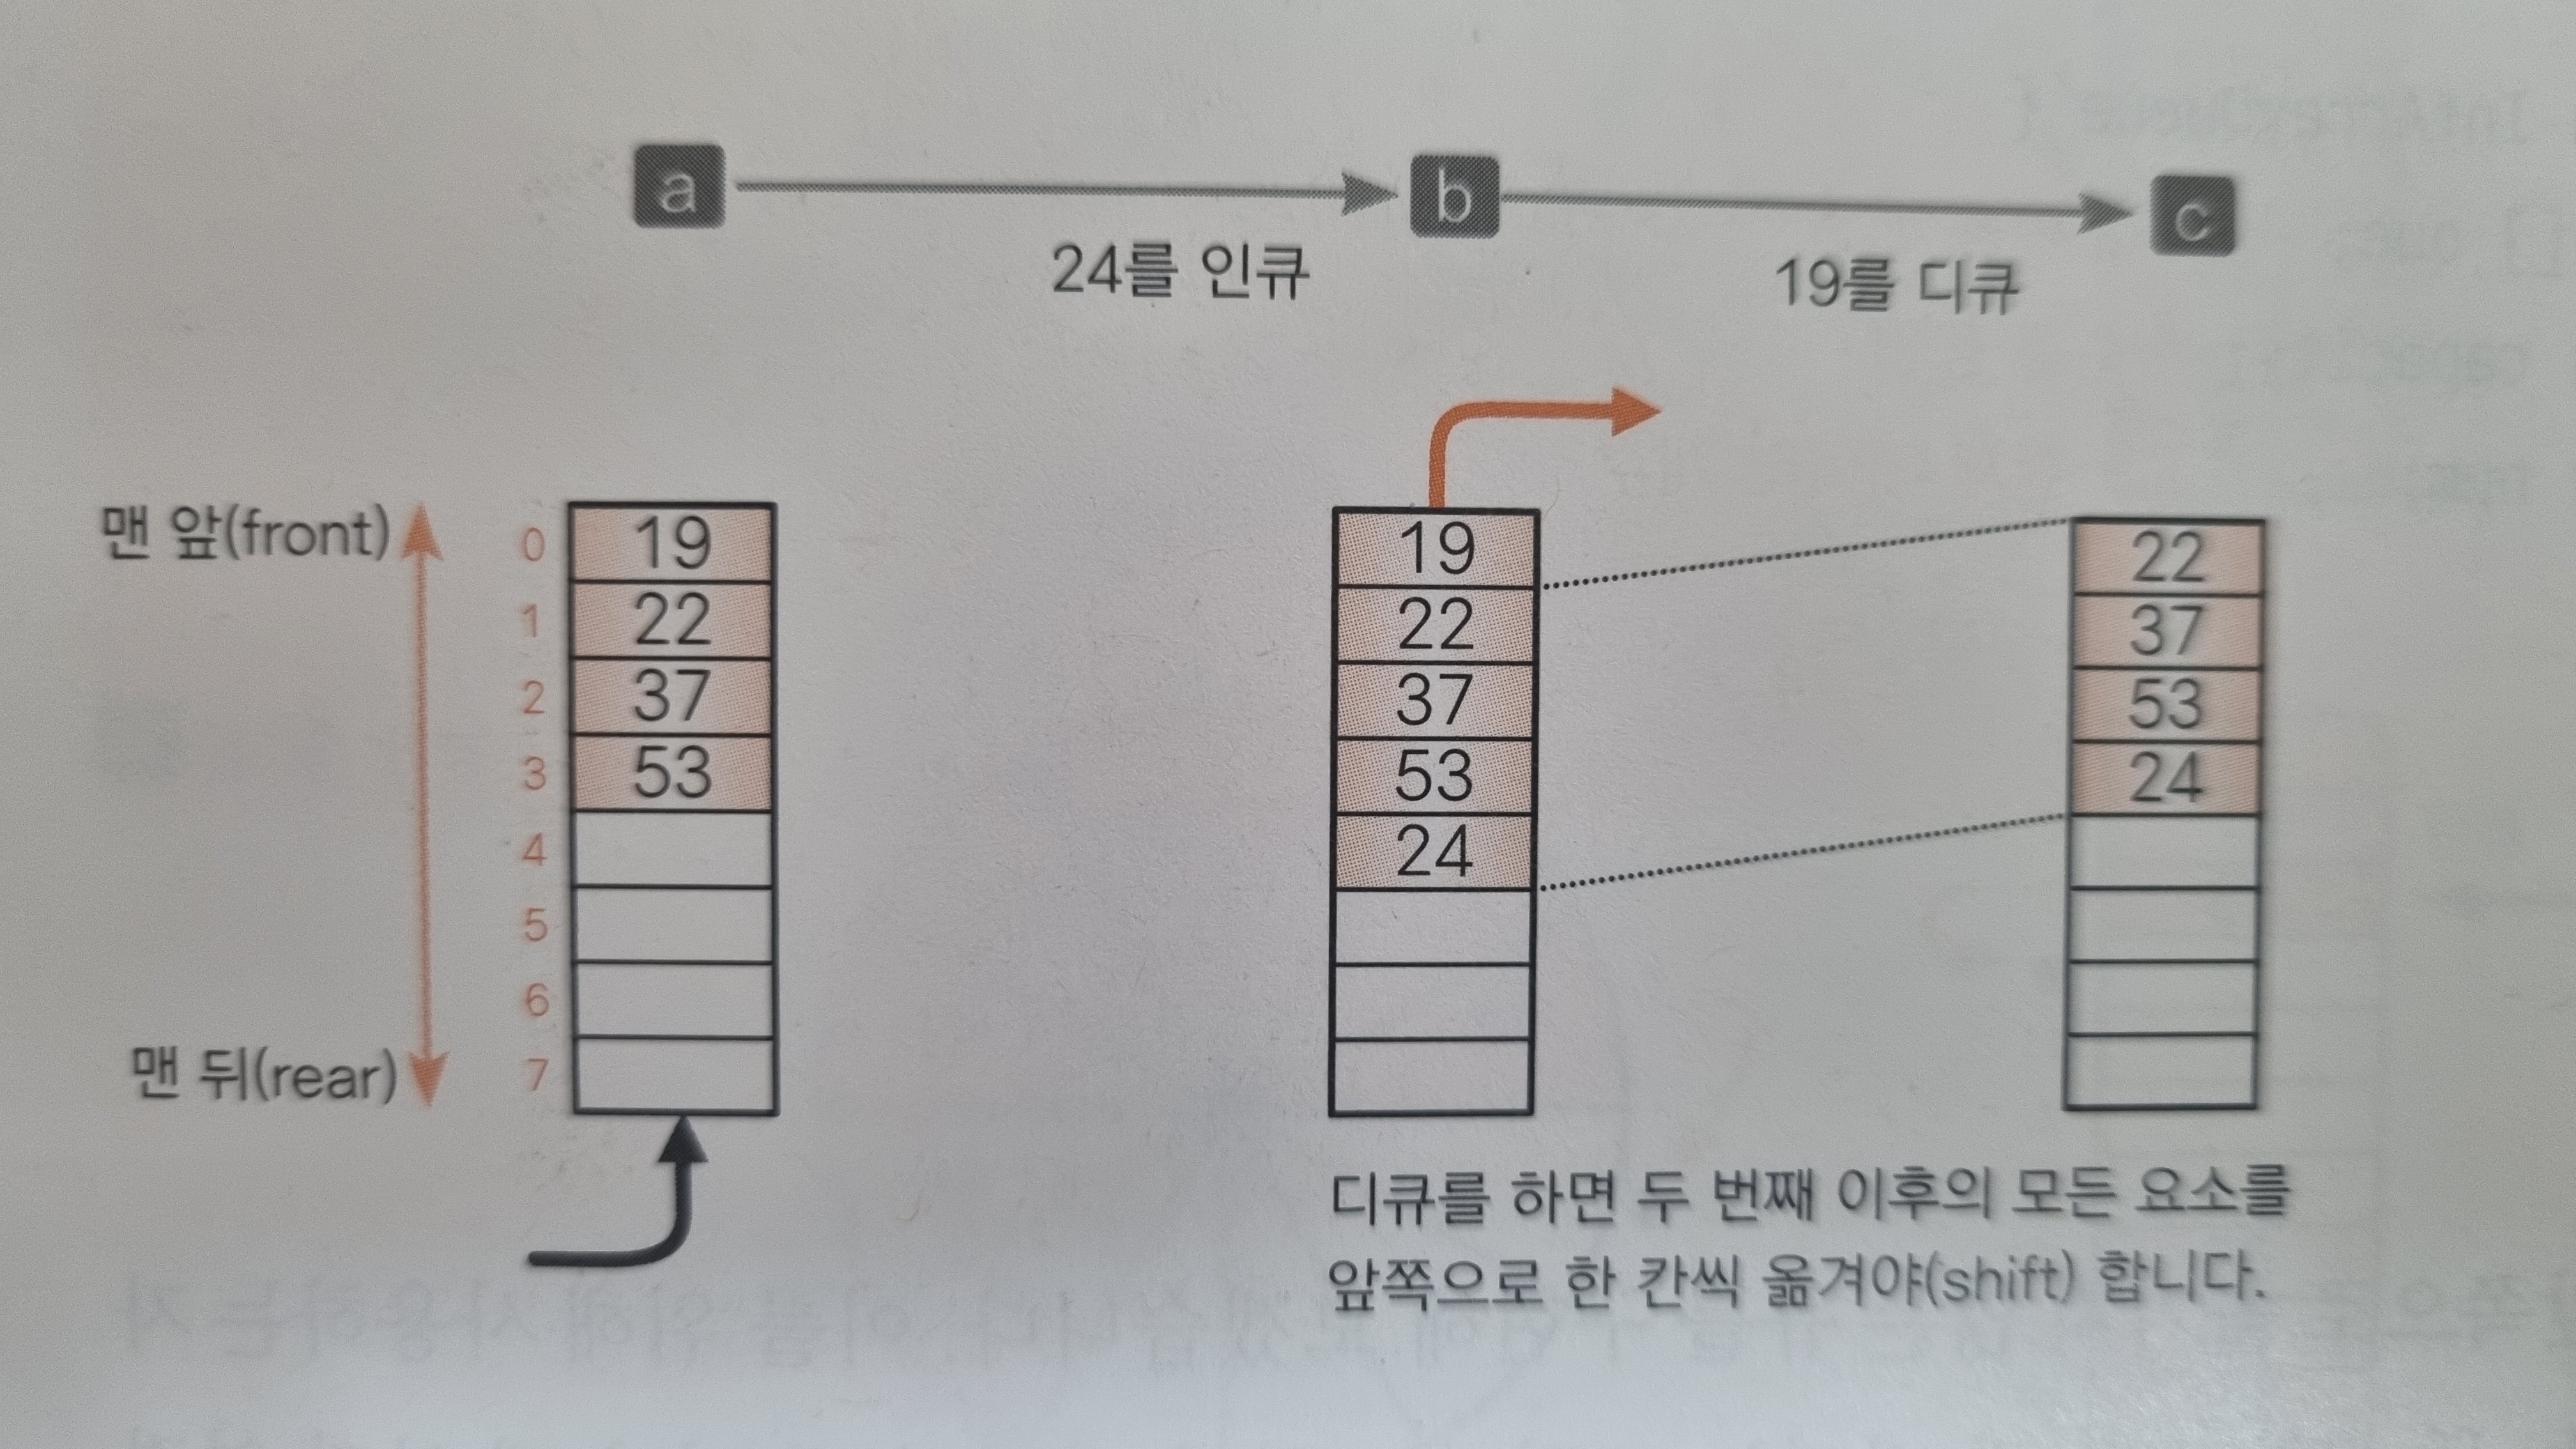 a
b
c
24를 인큐
19를 디큐
맨 앞(front)
맨 뒤(rear)
0
1
2
3
4
5
6
7
19
22
37
53
19
22
37
53
24
22
37
53
24
디큐를 하면 두 번째 이후의 모든 요소를
앞쪽으로 한 칸씩 옮겨야(shift) 합니다.